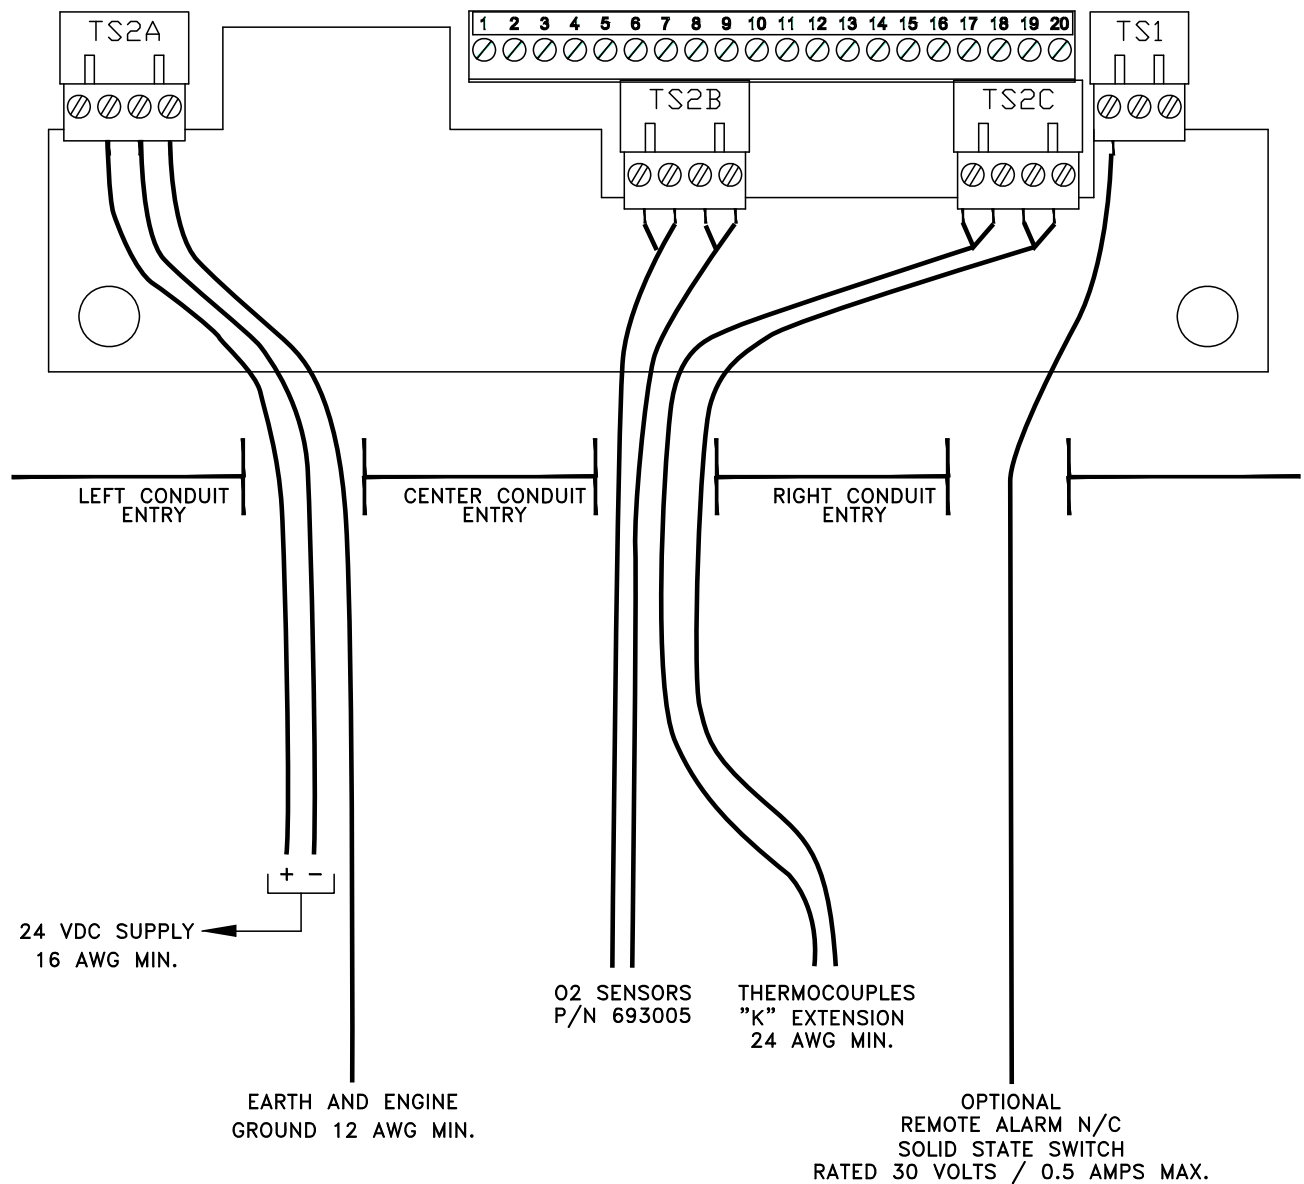 TS2A
1 2 3 4 5 6 7 8 9 10 11 12 13 14 15 16 17 18 19 20
TS1
TS2B
TS2C
LEFT CONDUIT
ENTRY
CENTER CONDUIT
ENTRY
RIGHT CONDUIT
ENTRY
+ −
24 VDC SUPPLY
16 AWG MIN.
O2 SENSORS
P/N 693005
THERMOCOUPLES
"K" EXTENSION
24 AWG MIN.
EARTH AND ENGINE
GROUND 12 AWG MIN.
OPTIONAL
REMOTE ALARM N/C
SOLID STATE SWITCH
RATED 30 VOLTS / 0.5 AMPS MAX.